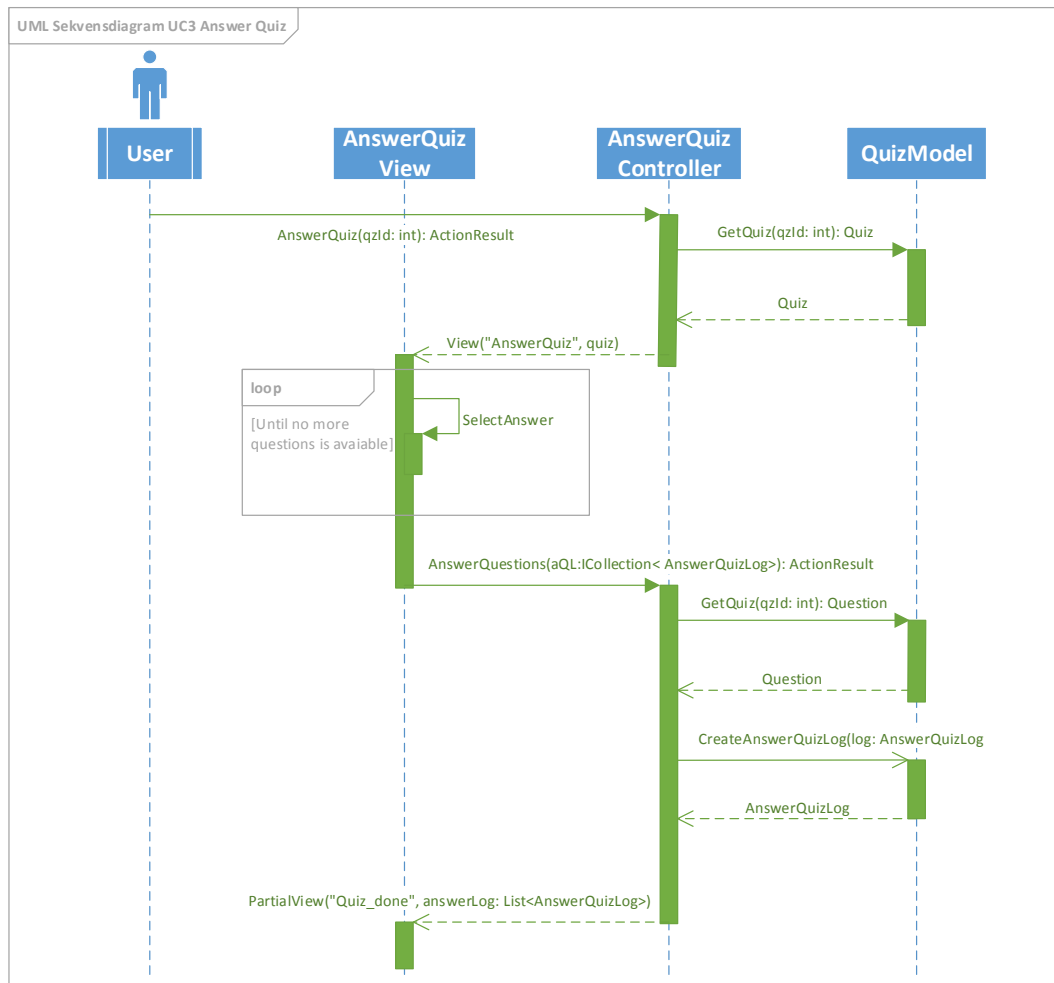 UML Sekvensdiagram UC3 Answer Quiz
User
AnswerQuiz
View
AnswerQuiz
Controller
QuizModel
AnswerQuiz(qzId: int): ActionResult
GetQuiz(qzId: int): Quiz
Quiz
View("AnswerQuiz", quiz)
loop
[Until no more
questions is avaiable]
SelectAnswer
AnswerQuestions(aQL:ICollection< AnswerQuizLog>): ActionResult
GetQuiz(qzId: int): Question
Question
CreateAnswerQuizLog(log: AnswerQuizLog
AnswerQuizLog
PartialView("Quiz_done", answerLog: List<AnswerQuizLog>)